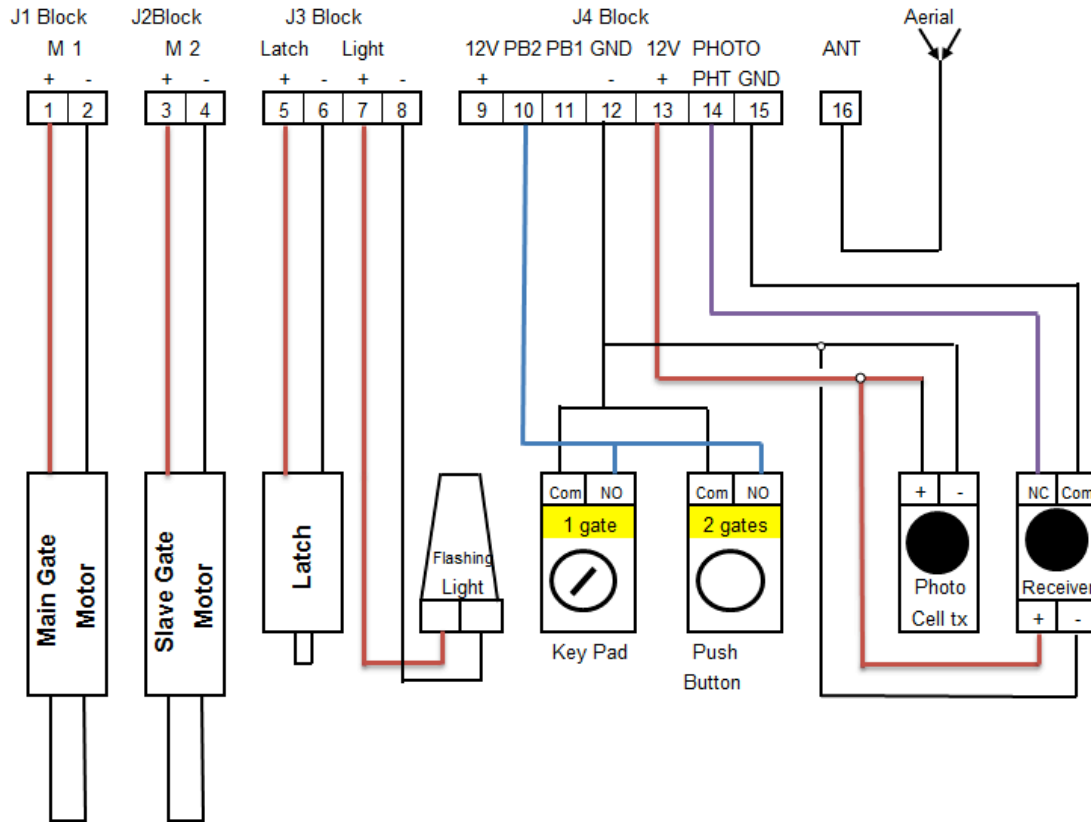 J1 Block J2Block J3 Block J4 Block Aerial
M 1 M 2 Latch Light 12V PB2 PB1 GND 12V PHOTO ANT
+ - + - + - + - + - + PHT GND
1 2 3 4 5 6 7 8 9 10 11 12 13 14 15 16
Main Gate
Motor
Slave Gate
Motor
Latch
Flashing
Light
Com NO
1 gate
Key Pad
Com NO
2 gates
Push
Button
+ -
Photo
Cell tx
NC Com
Receiver
+ -